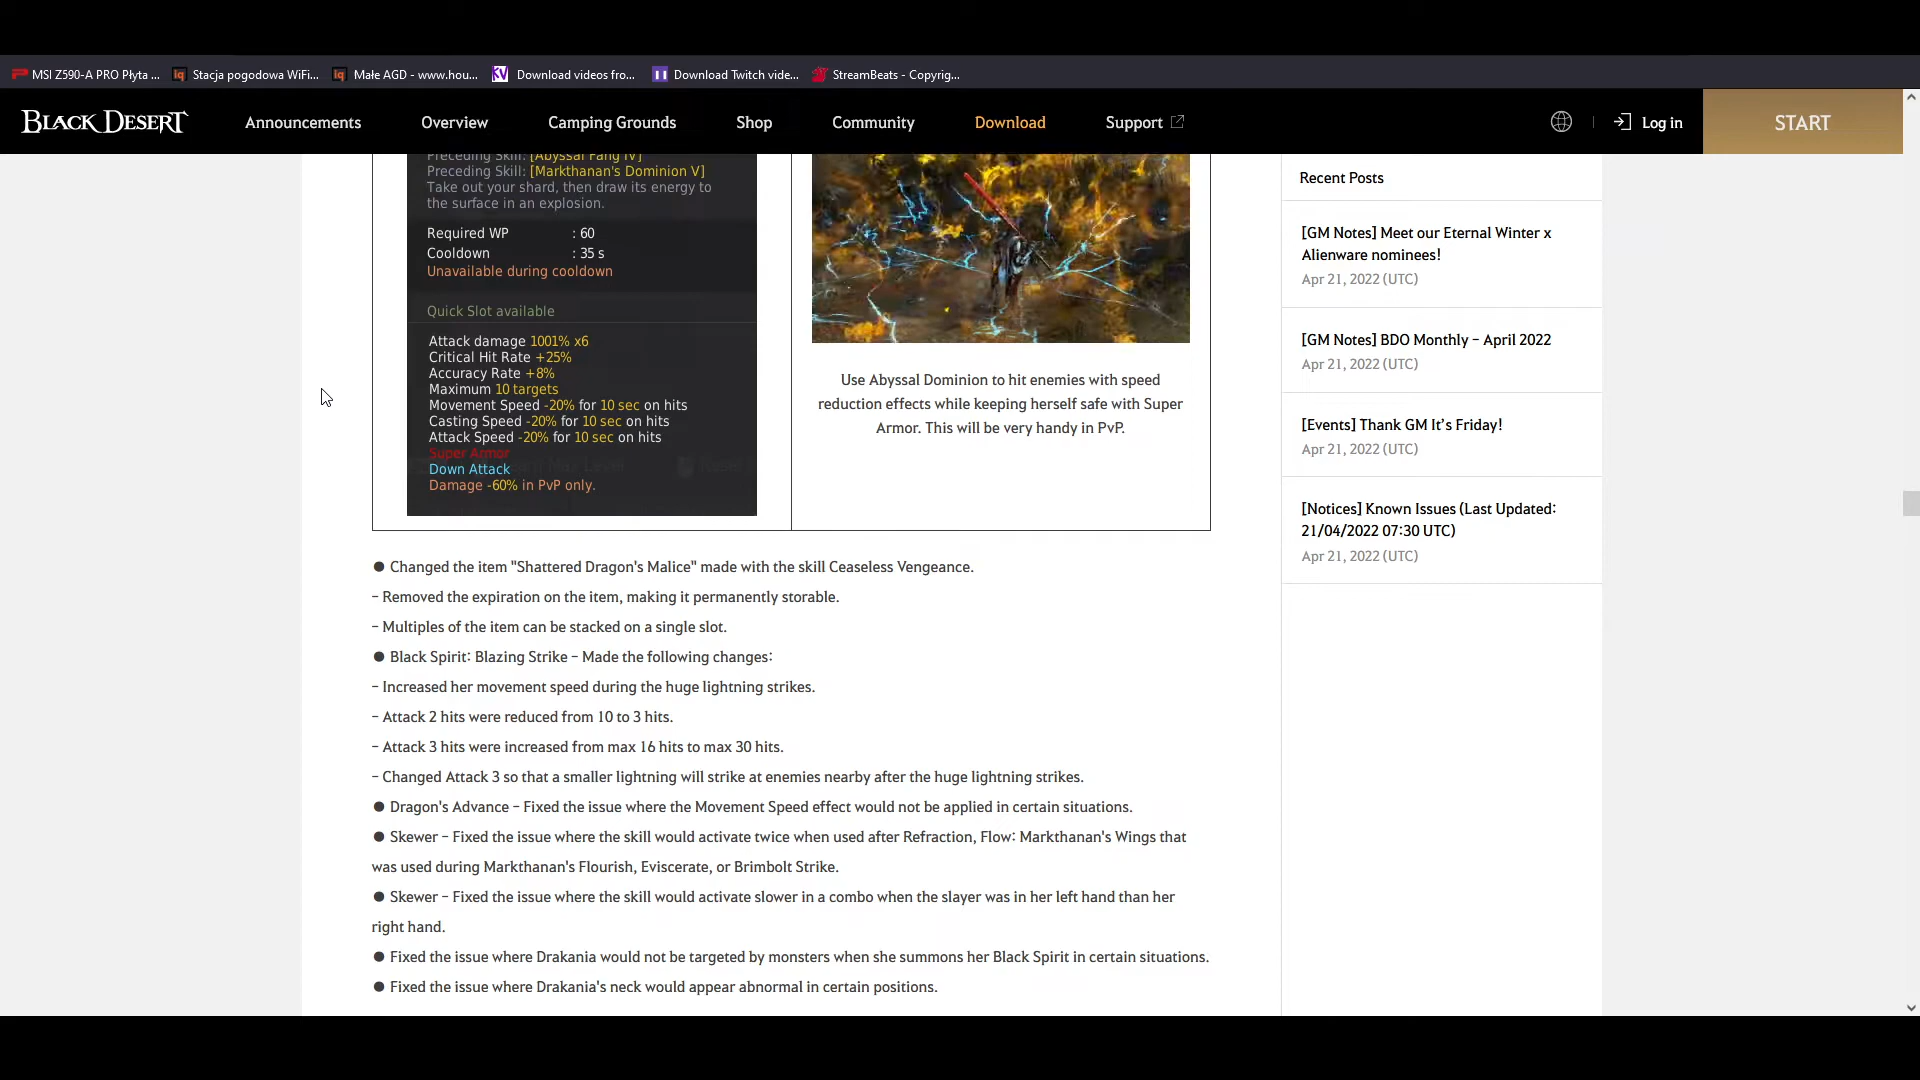 MSI Z590-A PRO Płyta ...
Stacja pogodowa WiFi...
Małe AGD - www.hou...
Download videos fro...
Download Twitch vide...
StreamBeats - Copyrig...
BLACK DESERT
Announcements
Overview
Camping Grounds
Shop
Community
Download
Support
Log in
START
Preceding Skill: [Abyssal Fang IV]
Preceding Skill: [Markthanan's Dominion V]
Take out your shard, then draw its energy to
the surface in an explosion.
Required WP : 60
Cooldown : 35 s
Unavailable during cooldown
Quick Slot available
Attack damage 1001% x6
Critical Hit Rate +25%
Accuracy Rate +8%
Maximum 10 targets
Movement Speed -20% for 10 sec on hits
Casting Speed -20% for 10 sec on hits
Attack Speed -20% for 10 sec on hits
Super Armor
Down Attack
Damage -60% in PvP only.
Use Abyssal Dominion to hit enemies with speed
reduction effects while keeping herself safe with Super
Armor. This will be very handy in PvP.
● Changed the item "Shattered Dragon's Malice" made with the skill Ceaseless Vengeance.
- Removed the expiration on the item, making it permanently storable.
- Multiples of the item can be stacked on a single slot.
● Black Spirit: Blazing Strike - Made the following changes:
- Increased her movement speed during the huge lightning strikes.
- Attack 2 hits were reduced from 10 to 3 hits.
- Attack 3 hits were increased from max 16 hits to max 30 hits.
- Changed Attack 3 so that a smaller lightning will strike at enemies nearby after the huge lightning strikes.
● Dragon's Advance - Fixed the issue where the Movement Speed effect would not be applied in certain situations.
● Skewer - Fixed the issue where the skill would activate twice when used after Refraction, Flow: Markthanan's Wings that
was used during Markthanan's Flourish, Eviscerate, or Brimbolt Strike.
● Skewer - Fixed the issue where the skill would activate slower in a combo when the slayer was in her left hand than her
right hand.
● Fixed the issue where Drakania would not be targeted by monsters when she summons her Black Spirit in certain situations.
● Fixed the issue where Drakania's neck would appear abnormal in certain positions.
Recent Posts
[GM Notes] Meet our Eternal Winter x
Alienware nominees!
Apr 21, 2022 (UTC)
[GM Notes] BDO Monthly - April 2022
Apr 21, 2022 (UTC)
[Events] Thank GM It's Friday!
Apr 21, 2022 (UTC)
[Notices] Known Issues (Last Updated:
21/04/2022 07:30 UTC)
Apr 21, 2022 (UTC)